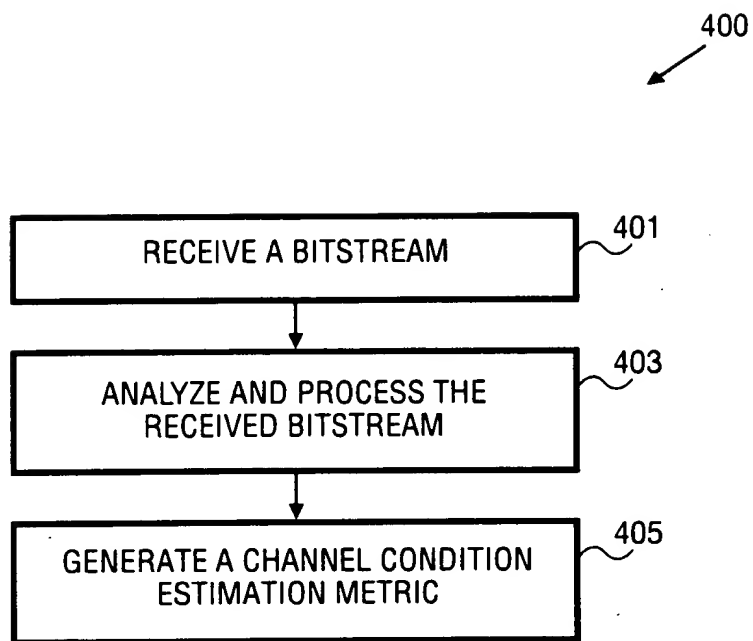 400
RECEIVE A BITSTREAM
401
ANALYZE AND PROCESS THE
RECEIVED BITSTREAM
403
GENERATE A CHANNEL CONDITION
ESTIMATION METRIC
405